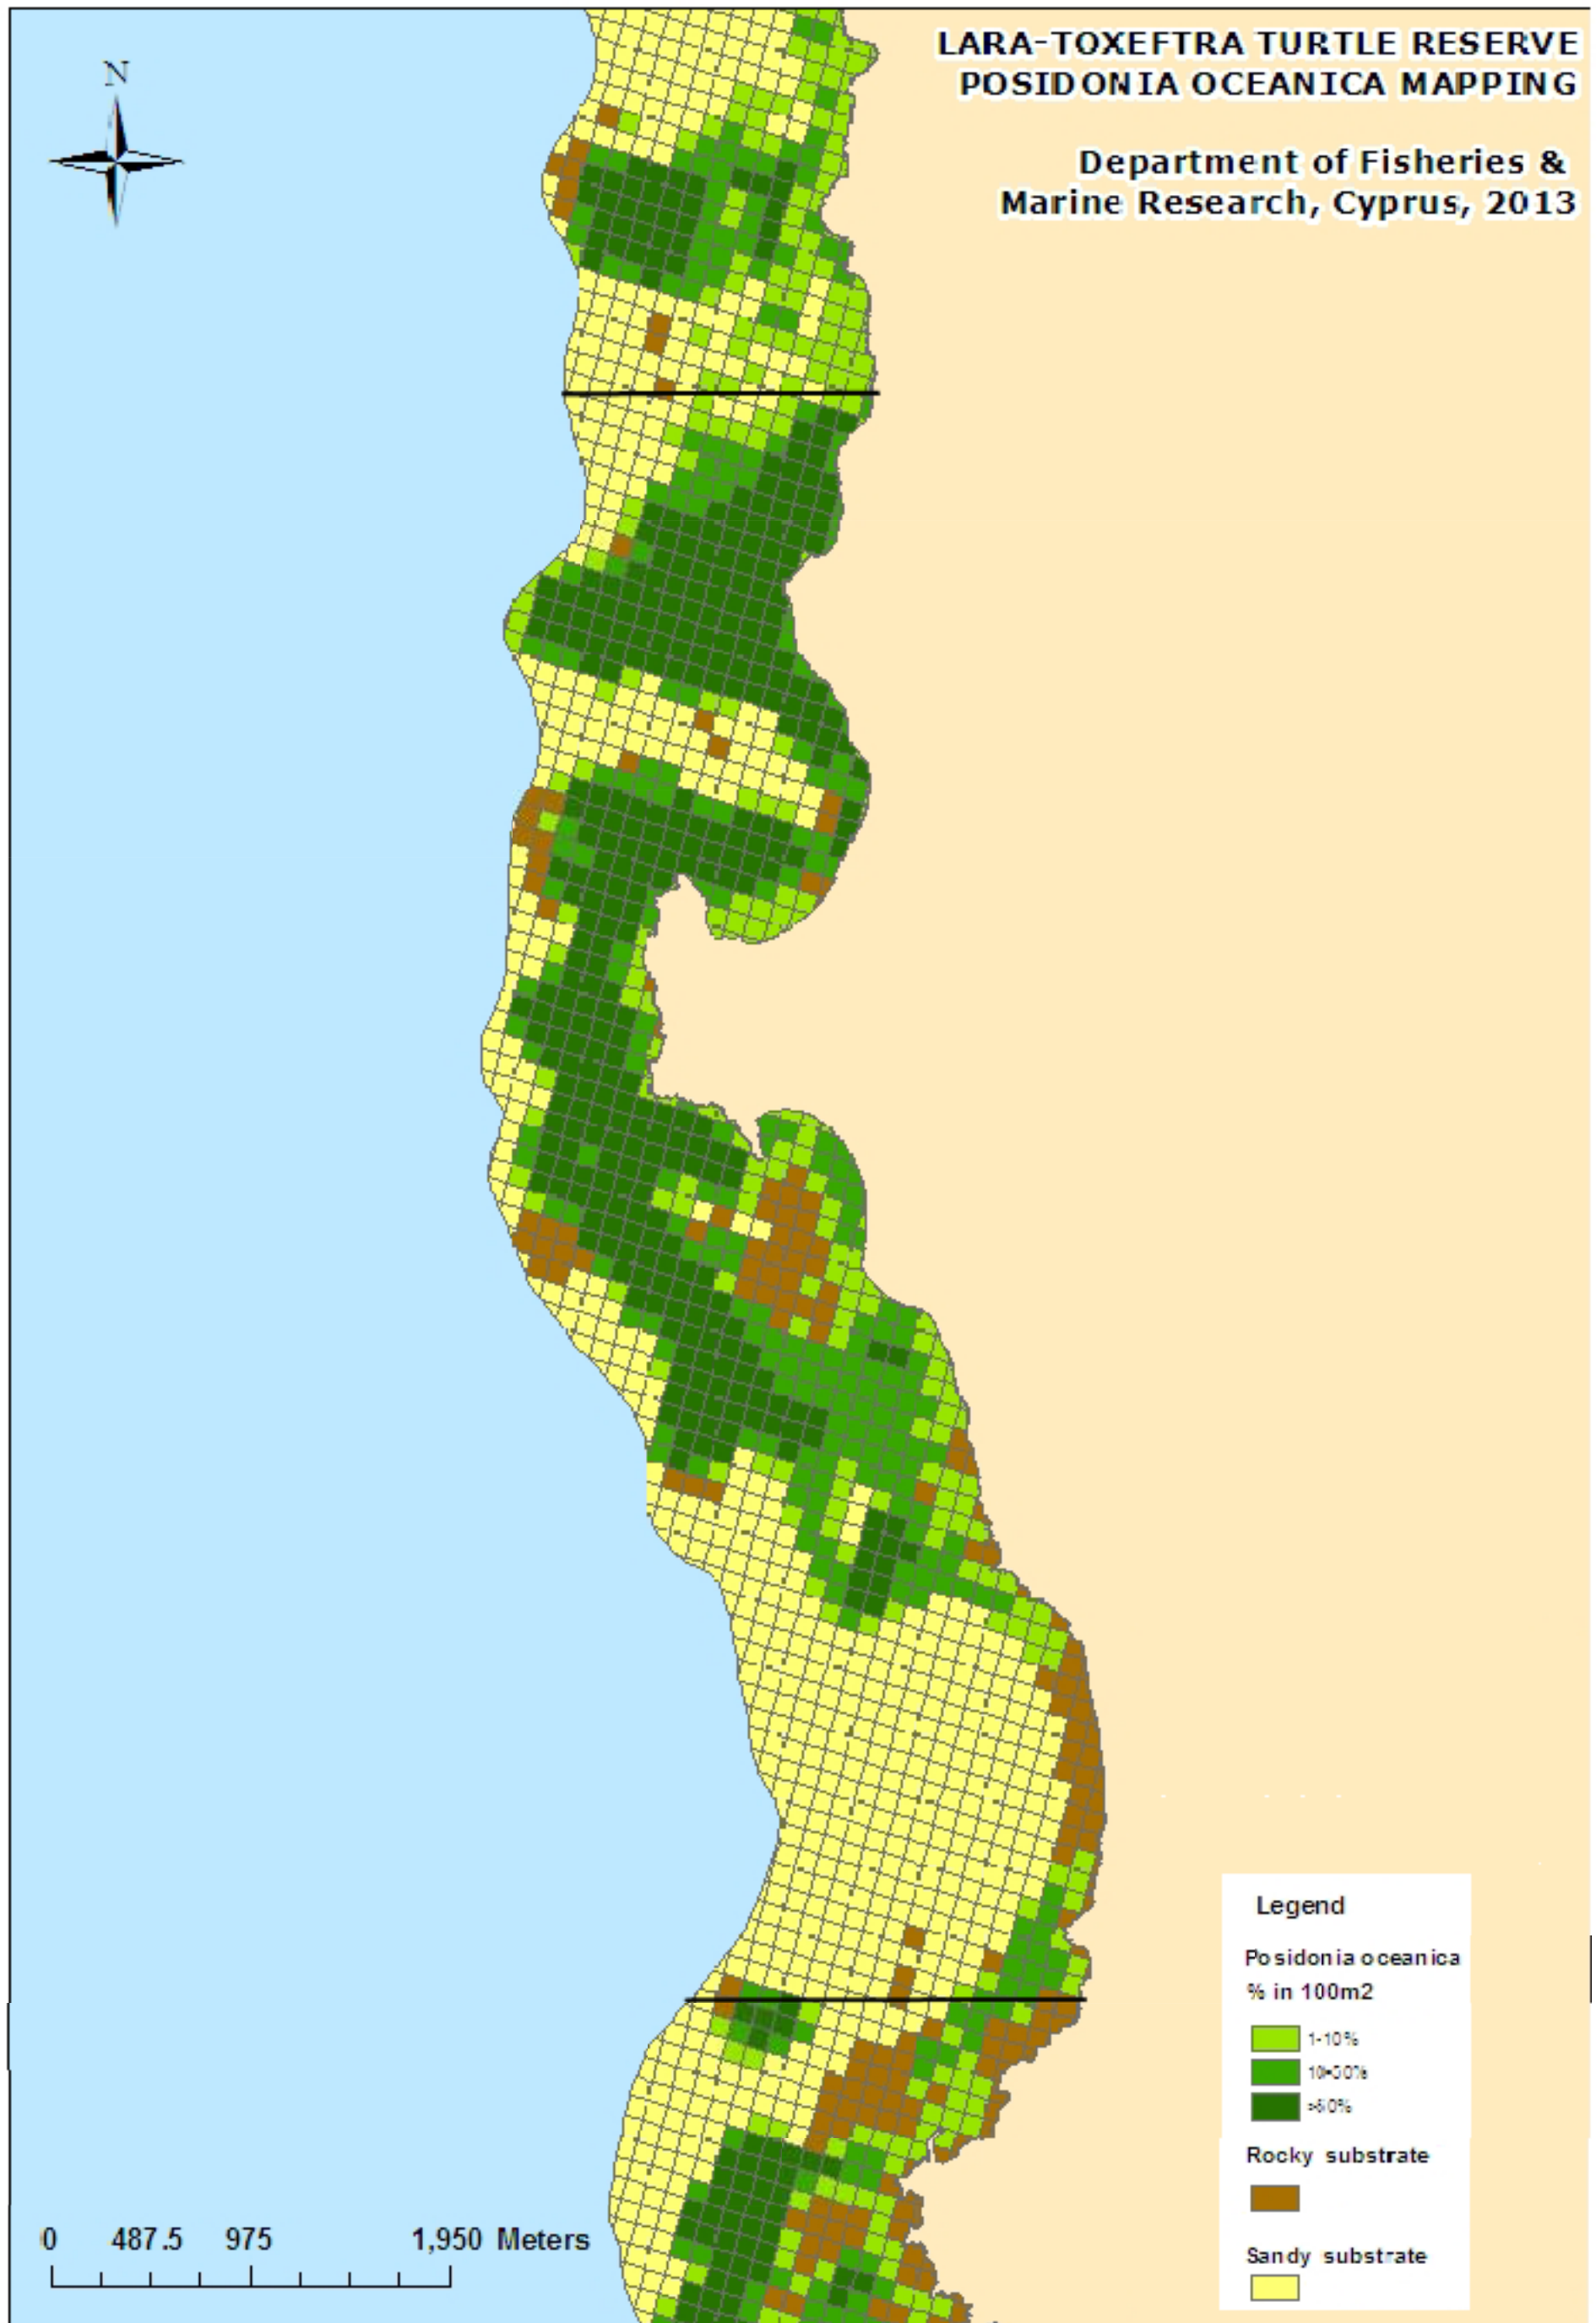 LARA-TOXEFTRA TURTLE RESERVE
POSIDONIA OCEANICA MAPPING
Department of Fisheries &
Marine Research, Cyprus, 2013
N
Legend
Posidonia oceanica
% in 100m2
1-10%
>50%
Rocky substrate
Sandy substrate
0 487.5 975 1,950 Meters